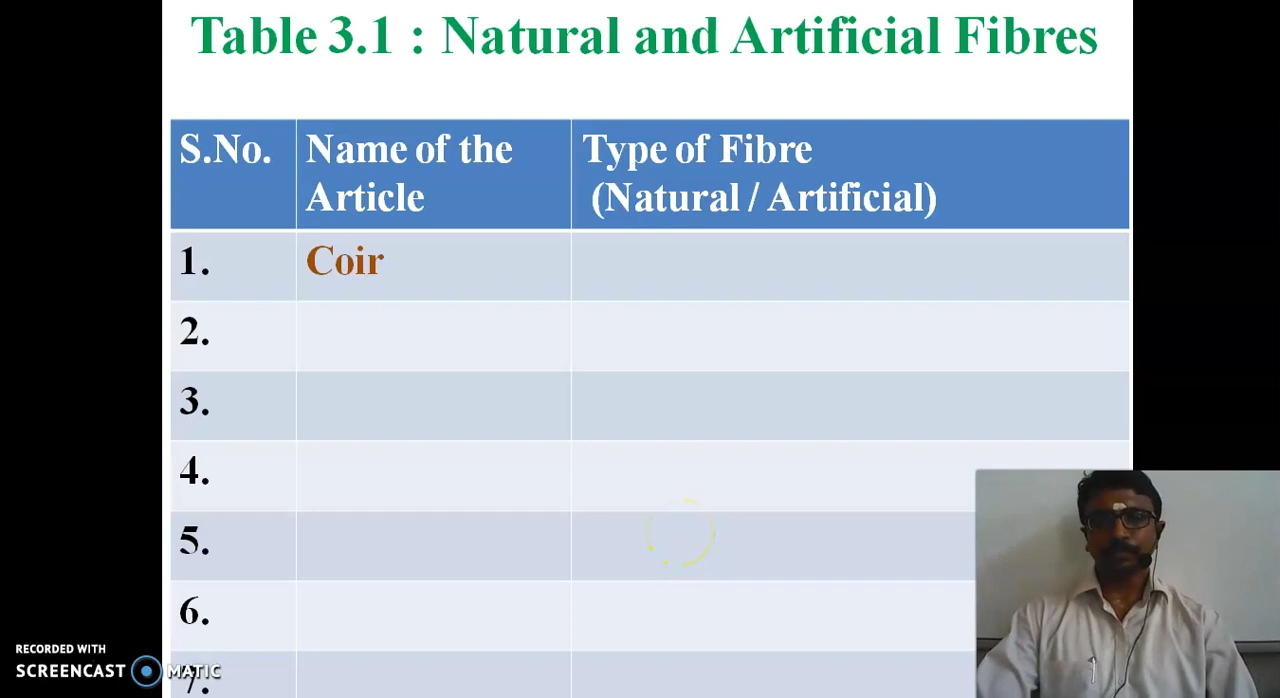 Table 3.1 : Natural and Artificial Fibres
S.No. Name of the Article Type of Fibre (Natural / Artificial)
1. Coir
2.
3.
4.
5.
6.
7.
RECORDED WITH
SCREENCAST MATIC